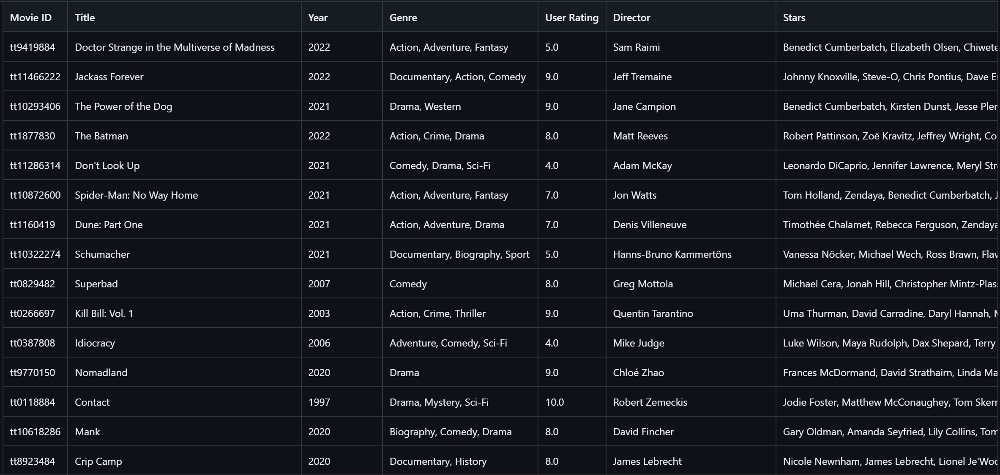 Movie ID Title Year Genre User Rating Director Stars
tt9419884 Doctor Strange in the Multiverse of Madness 2022 Action, Adventure, Fantasy 5.0 Sam Raimi Benedict Cumberbatch, Elizabeth Olsen, Chiwete
tt11466222 Jackass Forever 2022 Documentary, Action, Comedy 9.0 Jeff Tremaine Johnny Knoxville, Steve-O, Chris Pontius, Dave E
tt10293406 The Power of the Dog 2021 Drama, Western 9.0 Jane Campion Benedict Cumberbatch, Kirsten Dunst, Jesse Ple
tt1877830 The Batman 2022 Action, Crime, Drama 8.0 Matt Reeves Robert Pattinson, Zoë Kravitz, Jeffrey Wright, Co
tt11286314 Don't Look Up 2021 Comedy, Drama, Sci-Fi 4.0 Adam McKay Leonardo DiCaprio, Jennifer Lawrence, Meryl Str
tt10872600 Spider-Man: No Way Home 2021 Action, Adventure, Fantasy 7.0 Jon Watts Tom Holland, Zendaya, Benedict Cumberbatch, J
tt1160419 Dune: Part One 2021 Action, Adventure, Drama 7.0 Denis Villeneuve Timothée Chalamet, Rebecca Ferguson, Zendaya
tt10322274 Schumacher 2021 Documentary, Biography, Sport 5.0 Hanns-Bruno Kammertöns Vanessa Nöcker, Michael Wech, Ross Brawn, Flav
tt0829482 Superbad 2007 Comedy 8.0 Greg Mottola Michael Cera, Jonah Hill, Christopher Mintz-Plas
tt0266697 Kill Bill: Vol. 1 2003 Action, Crime, Thriller 9.0 Quentin Tarantino Uma Thurman, David Carradine, Daryl Hannah, M
tt0387808 Idiocracy 2006 Adventure, Comedy, Sci-Fi 4.0 Mike Judge Luke Wilson, Maya Rudolph, Dax Shepard, Terry
tt9770150 Nomadland 2020 Drama 9.0 Chloé Zhao Frances McDormand, David Strathairn, Linda Ma
tt0118884 Contact 1997 Drama, Mystery, Sci-Fi 10.0 Robert Zemeckis Jodie Foster, Matthew McConaughey, Tom Skerr
tt10618286 Mank 2020 Biography, Comedy, Drama 8.0 David Fincher Gary Oldman, Amanda Seyfried, Lily Collins, Tom
tt8923484 Crip Camp 2020 Documentary, History 8.0 James Lebrecht Nicole Newnham, James Lebrecht, Lionel Je'Woo